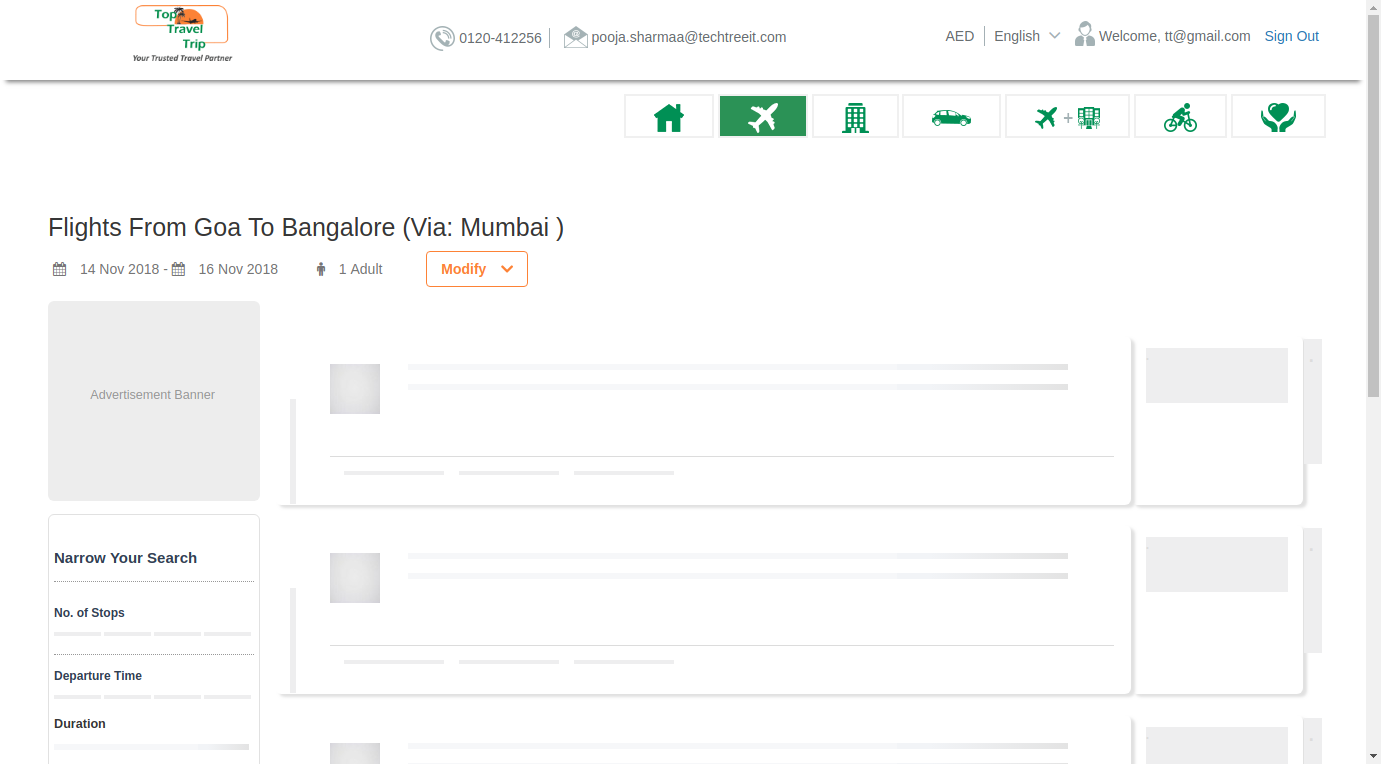 Top
Travel
Trip
Your Trusted Travel Partner
0120-412256
pooja.sharmaa@techtreeit.com
AED
English
Welcome, tt@gmail.com
Sign Out
+
Flights From Goa To Bangalore (Via: Mumbai )
14 Nov 2018 - 16 Nov 2018
1 Adult
Modify
Advertisement Banner
Narrow Your Search
No. of Stops
Departure Time
Duration